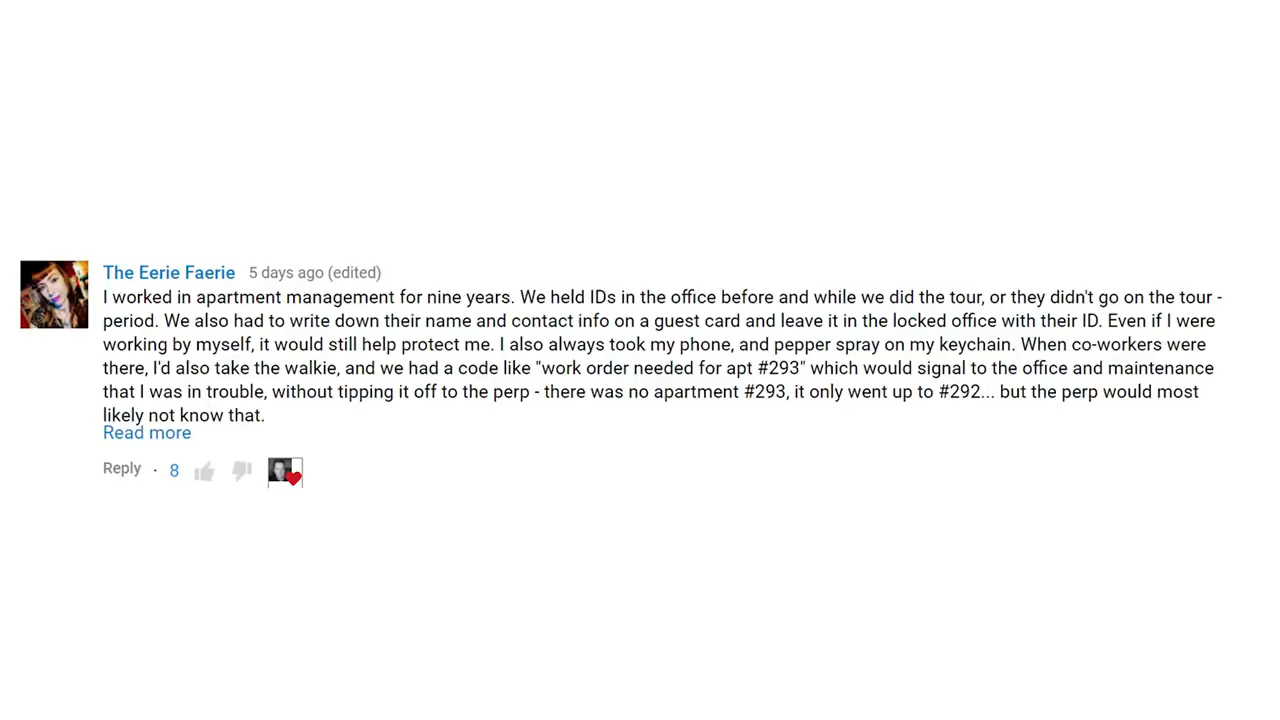 The Eerie Faerie 5 days ago (edited)
I worked in apartment management for nine years. We held IDs in the office before and while we did the tour, or they didn't go on the tour -
period. We also had to write down their name and contact info on a guest card and leave it in the locked office with their ID. Even if I were
working by myself, it would still help protect me. I also always took my phone, and pepper spray on my keychain. When co-workers were
there, I'd also take the walkie, and we had a code like "work order needed for apt #293" which would signal to the office and maintenance
that I was in trouble, without tipping it off to the perp - there was no apartment #293, it only went up to #292... but the perp would most
likely not know that.
Read more
Reply · 8